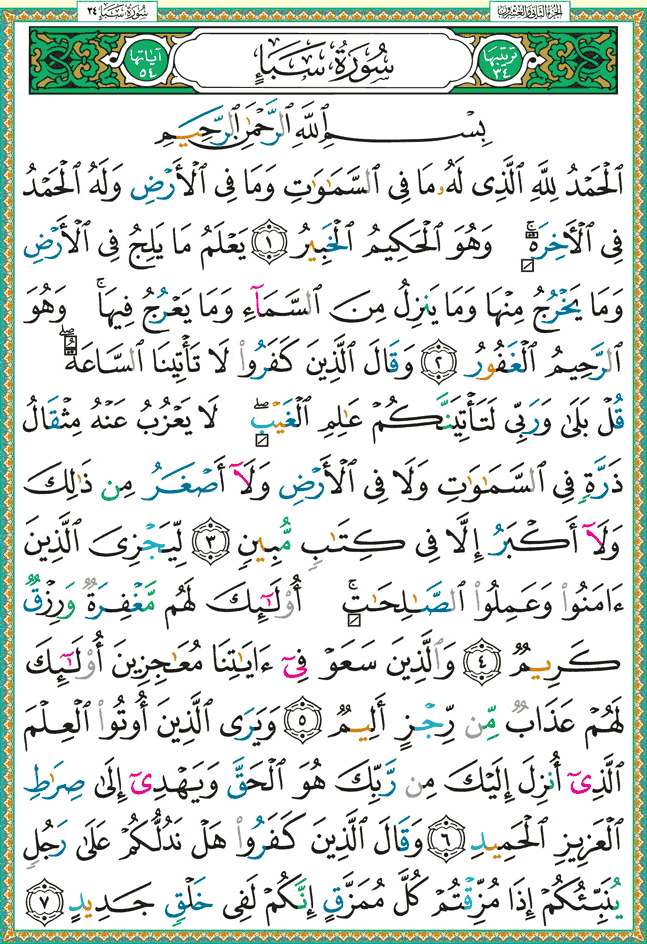 الجزء الثاني والعشرون
سُورَةُ سَبَإٍ ٣٤
ترتيبها ٣٤
سُورَةُ سَبَإٍ
آياتها ٥٤
بِسْمِ ٱللَّهِ ٱلرَّحْمَٰنِ ٱلرَّحِيمِ
ٱلْحَمْدُ لِلَّهِ ٱلَّذِى لَهُۥ مَا فِى ٱلسَّمَٰوَٰتِ وَمَا فِى ٱلْأَرْضِ وَلَهُ ٱلْحَمْدُ
فِى ٱلْأَخِرَةِ ۚ وَهُوَ ٱلْحَكِيمُ ٱلْخَبِيرُ ١ يَعْلَمُ مَا يَلِجُ فِى ٱلْأَرْضِ
وَمَا يَخْرُجُ مِنْهَا وَمَا يَنزِلُ مِنَ ٱلسَّمَآءِ وَمَا يَعْرُجُ فِيهَا ۚ وَهُوَ
ٱلرَّحِيمُ ٱلْغَفُورُ ٢ وَقَالَ ٱلَّذِينَ كَفَرُوا۟ لَا تَأْتِينَا ٱلسَّاعَةُ ۖ
قُلْ بَلَىٰ وَرَبِّى لَتَأْتِيَنَّكُمْ عَٰلِمِ ٱلْغَيْبِ ۖ لَا يَعْزُبُ عَنْهُ مِثْقَالُ
ذَرَّةٍ فِى ٱلسَّمَٰوَٰتِ وَلَا فِى ٱلْأَرْضِ وَلَآ أَصْغَرُ مِن ذَٰلِكَ
وَلَآ أَكْبَرُ إِلَّا فِى كِتَٰبٍ مُّبِينٍ ٣ لِّيَجْزِىَ ٱلَّذِينَ
ءَامَنُوا۟ وَعَمِلُوا۟ ٱلصَّٰلِحَٰتِ ۚ أُو۟لَٰٓئِكَ لَهُم مَّغْفِرَةٌ وَرِزْقٌ
كَرِيمٌ ٤ وَٱلَّذِينَ سَعَوْ فِىٓ ءَايَٰتِنَا مُعَٰجِزِينَ أُو۟لَٰٓئِكَ
لَهُمْ عَذَابٌ مِّن رِّجْزٍ أَلِيمٌ ٥ وَيَرَى ٱلَّذِينَ أُوتُوا۟ ٱلْعِلْمَ
ٱلَّذِىٓ أُنزِلَ إِلَيْكَ مِن رَّبِّكَ هُوَ ٱلْحَقَّ وَيَهْدِىٓ إِلَىٰ صِرَٰطِ
ٱلْعَزِيزِ ٱلْحَمِيدِ ٦ وَقَالَ ٱلَّذِينَ كَفَرُوا۟ هَلْ نَدُلُّكُمْ عَلَىٰ رَجُلٍ
يُنَبِّئُكُمْ إِذَا مُزِّقْتُمْ كُلَّ مُمَزَّقٍ إِنَّكُمْ لَفِى خَلْقٍ جَدِيدٍ ٧